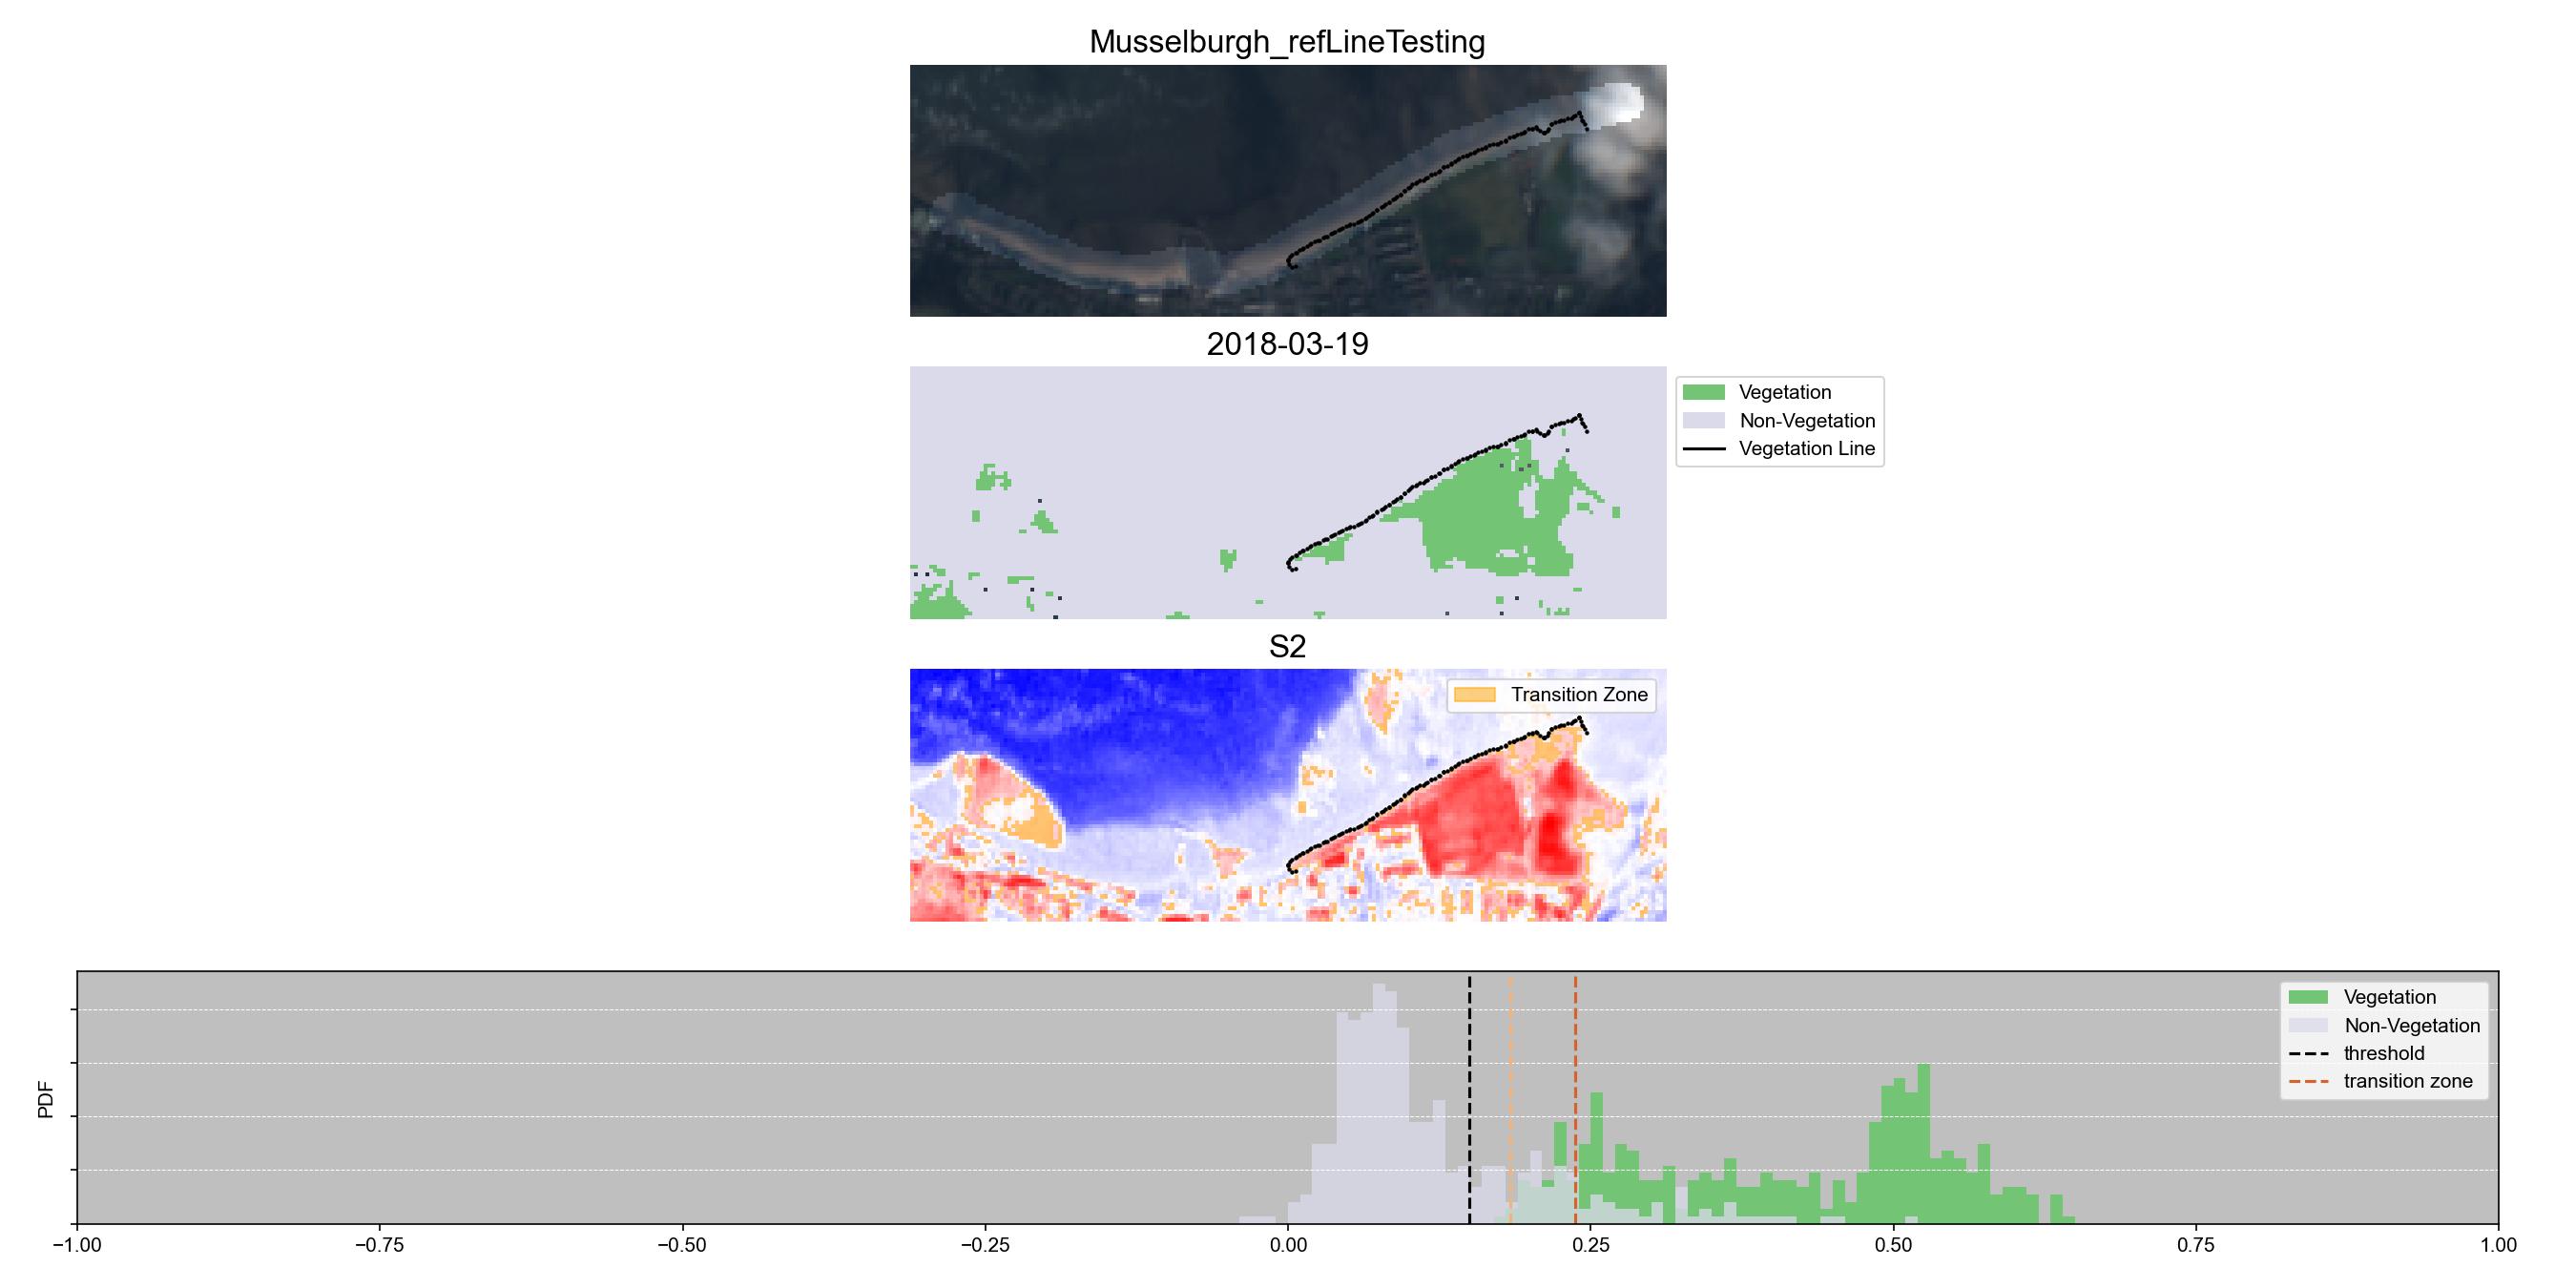 Musselburgh_refLineTesting
2018-03-19
Vegetation
Non-Vegetation
Vegetation Line
S2
Transition Zone
PDF
Vegetation
Non-Vegetation
threshold
transition zone
−1.00 −0.75 −0.50 −0.25 0.00 0.25 0.50 0.75 1.00